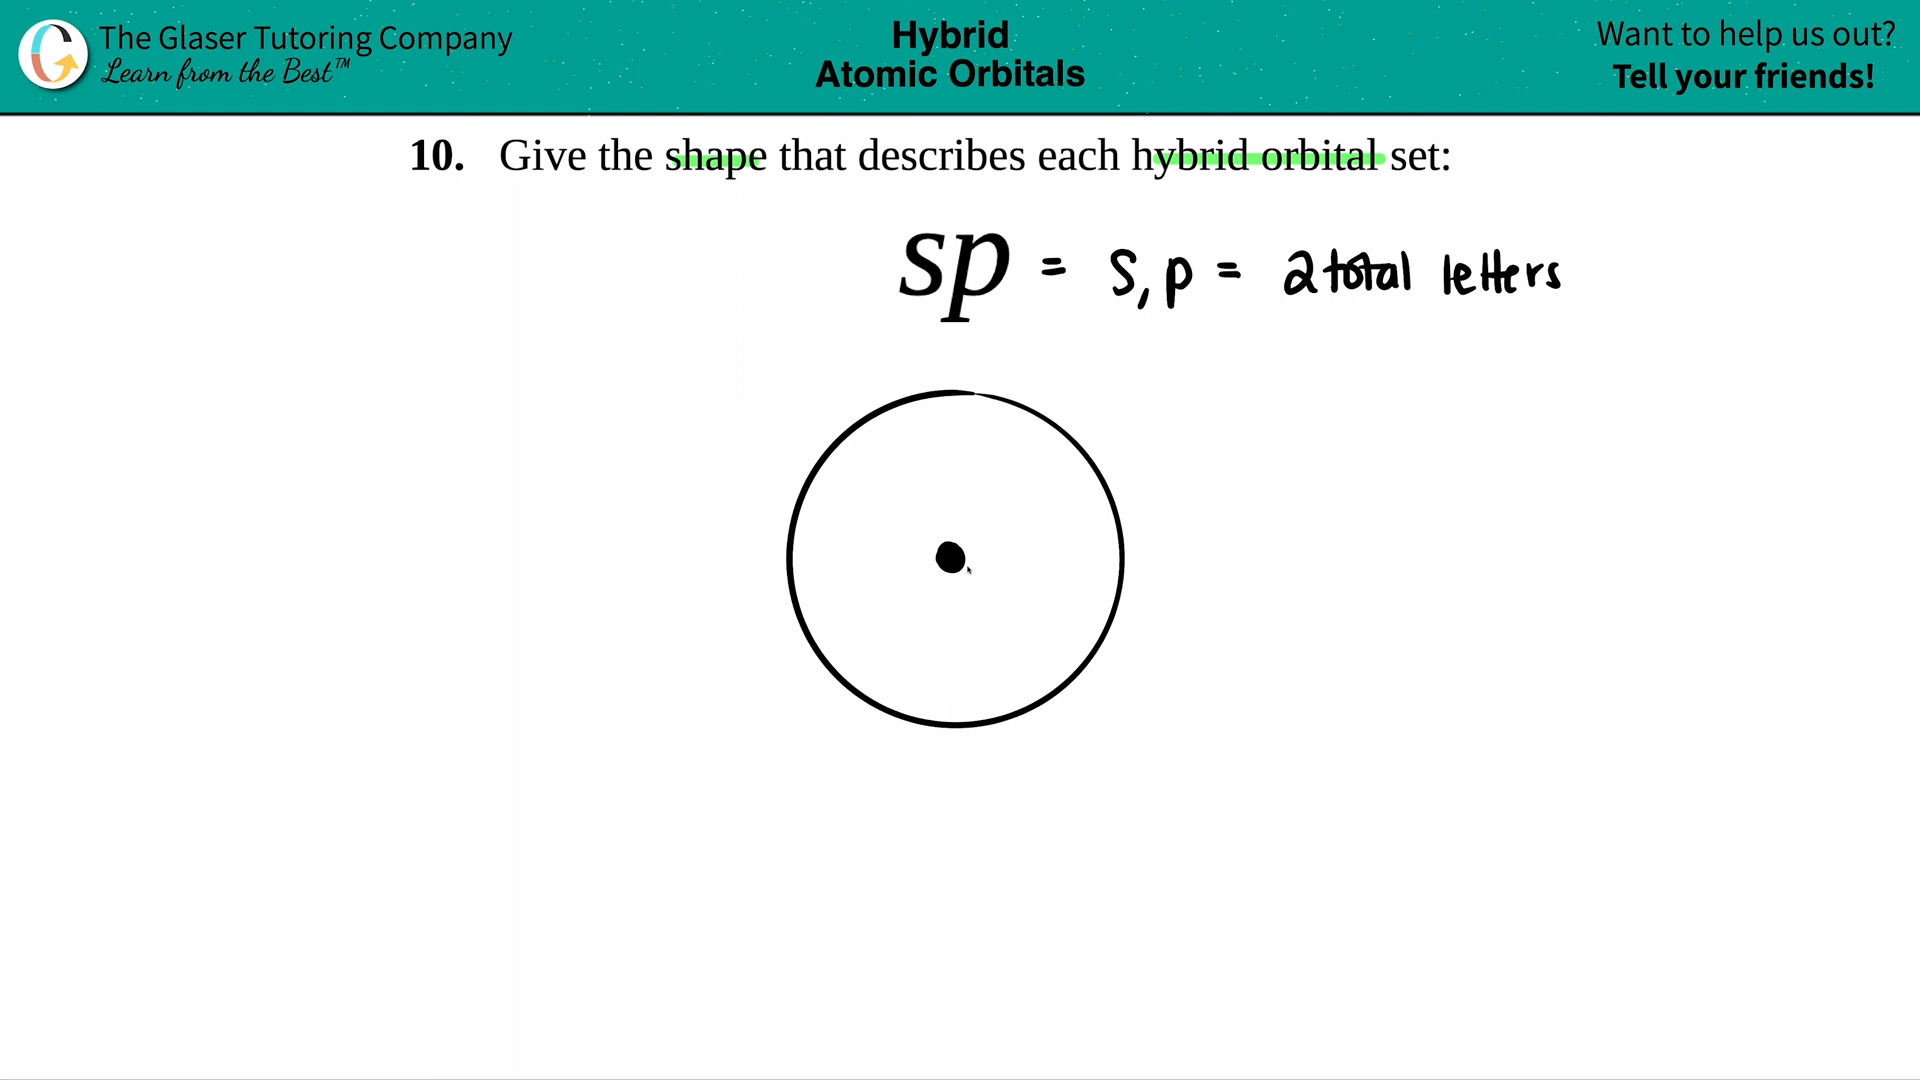 The Glaser Tutoring Company
Learn from the Best™
Hybrid
Atomic Orbitals
Want to help us out?
Tell your friends!
10. Give the shape that describes each hybrid orbital set:
sp = s, p = 2 total letters